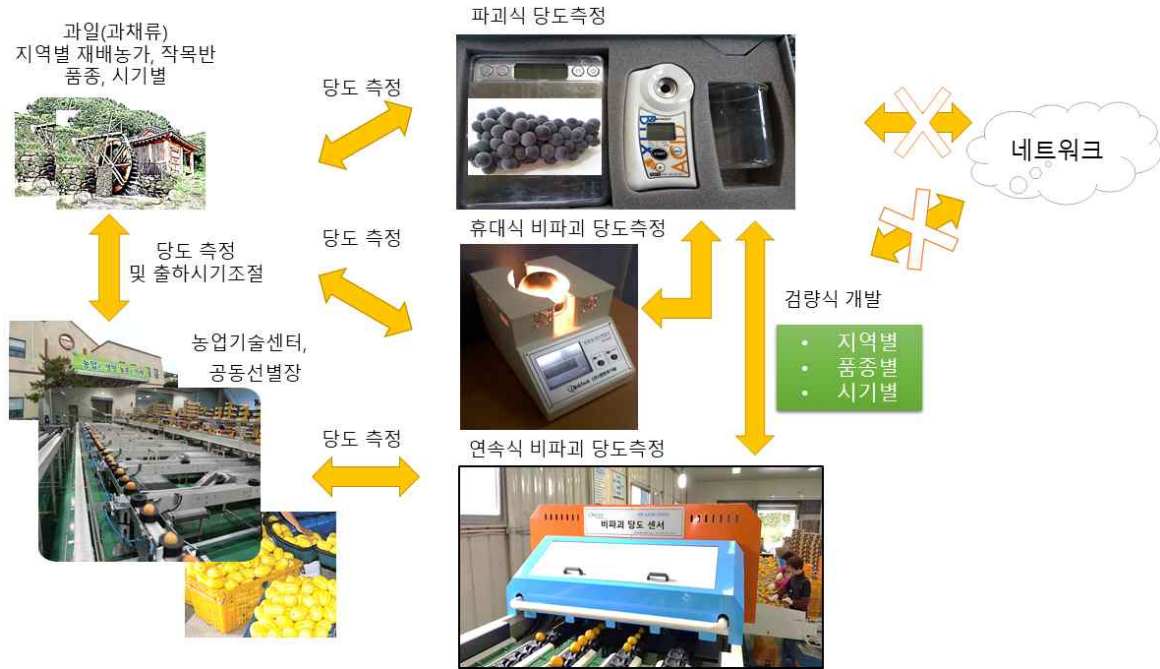 과일(과채류)
지역별 재배농가, 작목반
품종, 시기별
파괴식 당도측정
당도 측정
BRIX
ACID
START
네트워크
당도 측정
및 출하시기조절
당도 측정
휴대식 비파괴 당도측정
검량식 개발
• 지역별
• 품종별
• 시기별
농업기술센터,
공동선별장
당도 측정
연속식 비파괴 당도측정
비파괴 당도 센서